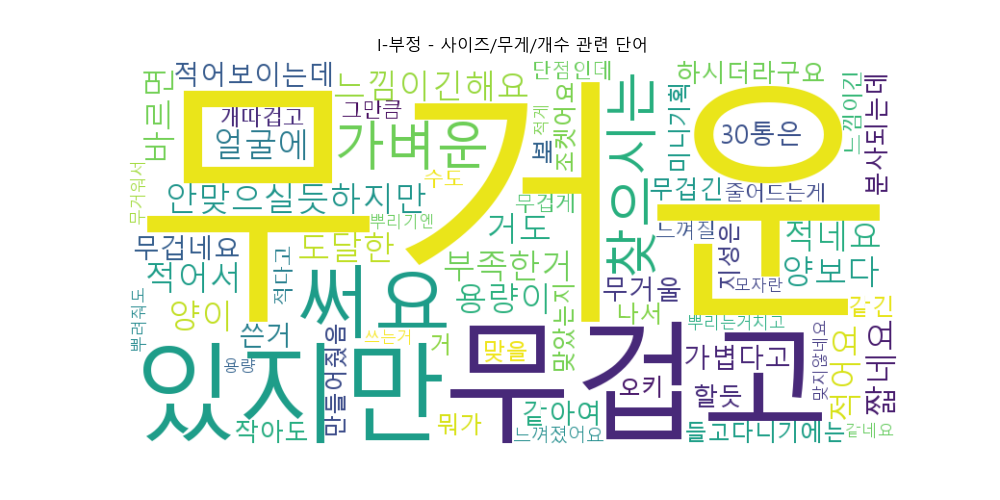 I-부정 - 사이즈/무게/개수 관련 단어
적어보이는데
느낌이긴해요
단점인데
하시더라구요
바르면
개따겁고
그만큼
적게
조켓어요
미니기획
느낌이긴
분사되는데
무거운
얼굴에
가벼운
볼
찾으시는
30통은
무거워서
안맞으실듯하지만
수도
무겁게
무겁긴
줄어드는게
뿌리기엔
무겁네요
도달한
거도
느껴질
지성은
적네요
적어서
적다고
부족한거
양보다
뿌려줘도
양이
써요
용량이
무거울
모자란
쓴거
맞았는지
나서
같긴
뿌리는거치고
만들어졌음
쓰는거
거
맞을
맞지않네요
적어요
짧네요
용량
있지만
무겁고
가볍다고
오키
할듯
작아도
뭐가
같아여
느껴졌어요
들고다니기에는
같네요